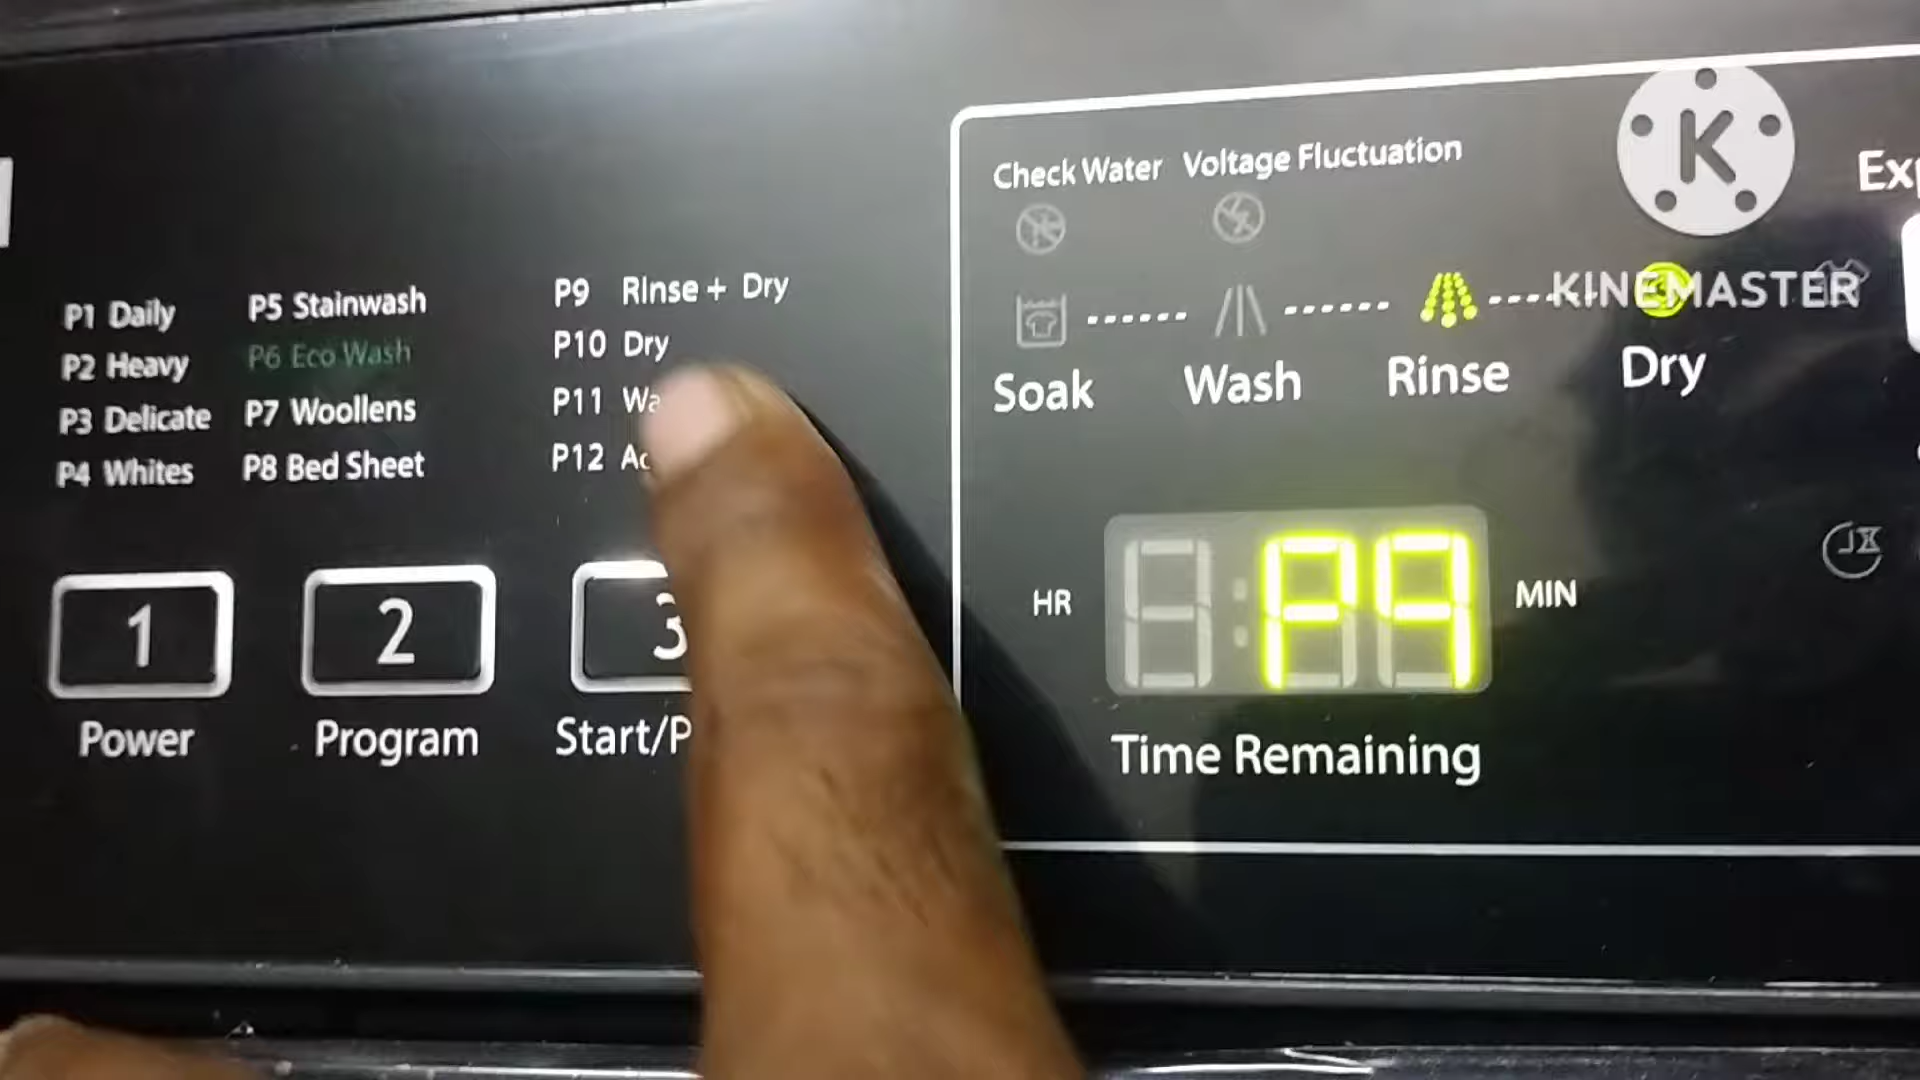 P1 Daily
P2 Heavy
P3 Delicate
P4 Whites
P5 Stainwash
P6 Eco Wash
P7 Woollens
P8 Bed Sheet
P9 Rinse + Dry
P10 Dry
P11
P12
1
Power
2
Program
3
Start/P
Check Water
Voltage Fluctuation
K
KINEMASTER
Soak
Wash
Rinse
Dry
HR
P9
MIN
Time Remaining